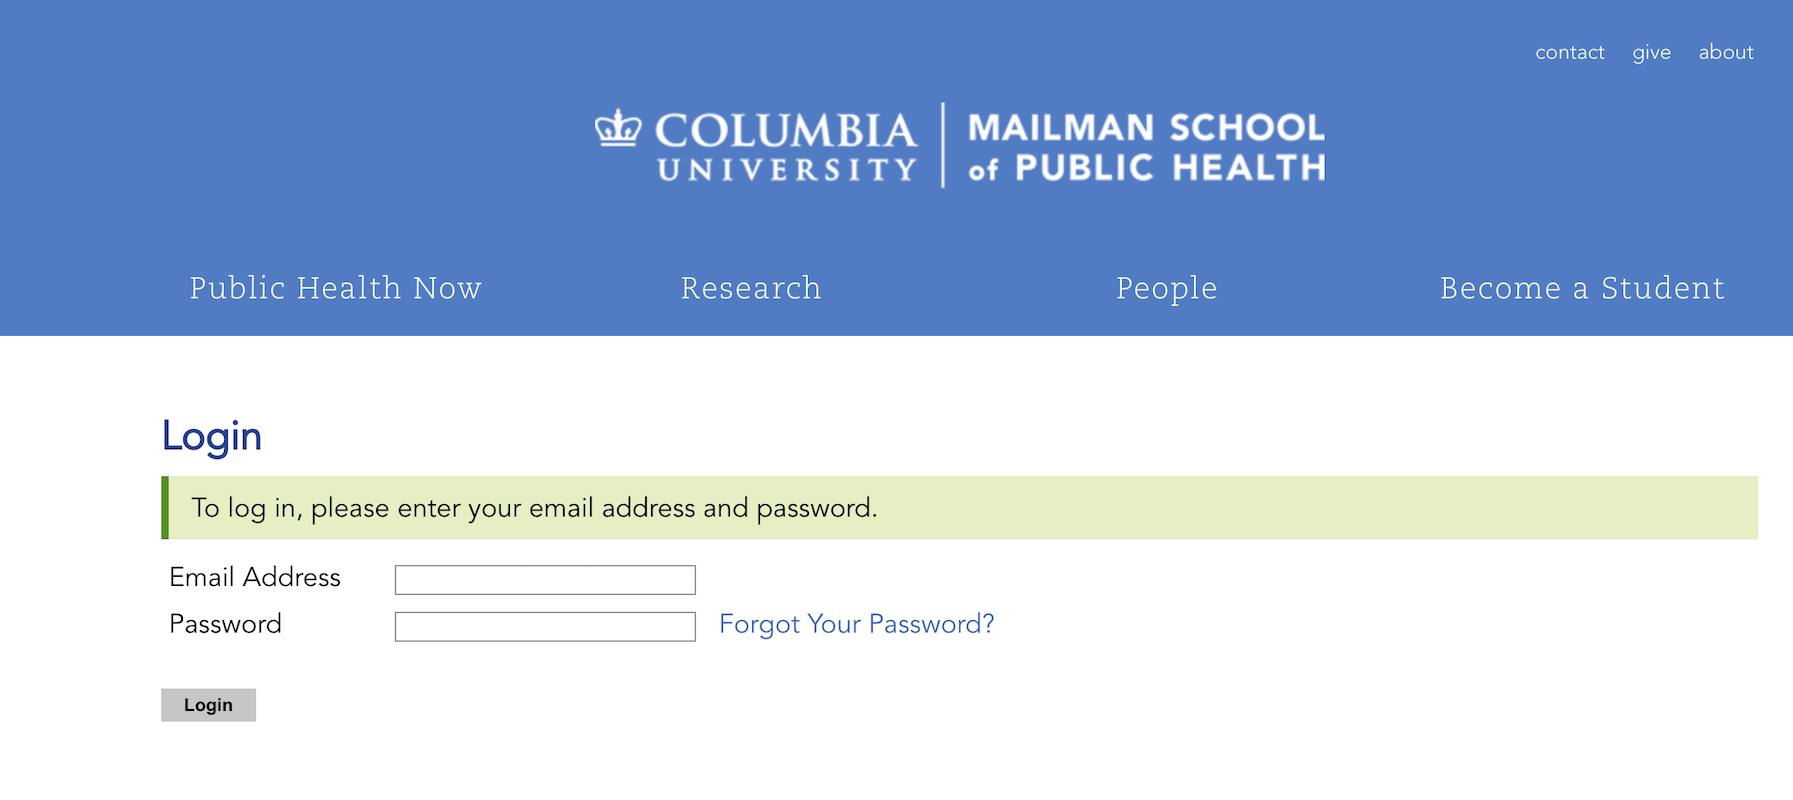 contact give about
COLUMBIA UNIVERSITY
MAILMAN SCHOOL of PUBLIC HEALTH
Public Health Now Research People Become a Student
Login
To log in, please enter your email address and password.
Email Address
Password Forgot Your Password?
Login